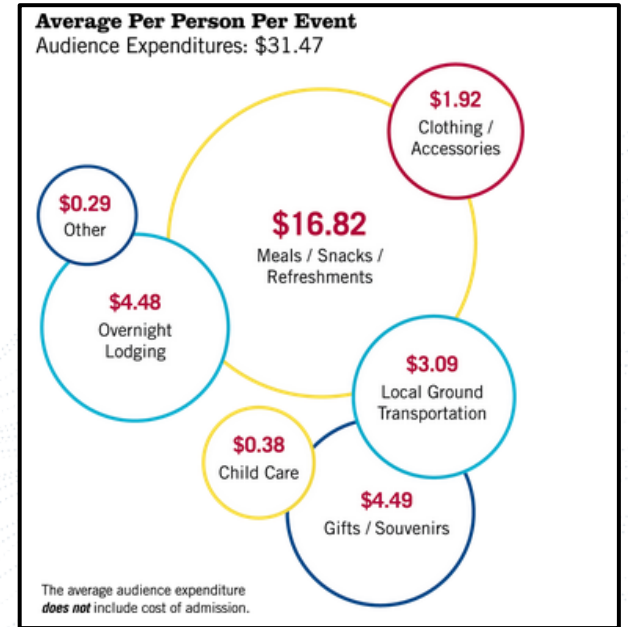 Average Per Person Per Event
Audience Expenditures: $31.47
$1.92
Clothing /
Accessories
$0.29
Other
$16.82
Meals / Snacks /
Refreshments
$4.48
Overnight
Lodging
$3.09
Local Ground
Transportation
$0.38
Child Care
$4.49
Gifts / Souvenirs
The average audience expenditure
does not include cost of admission.